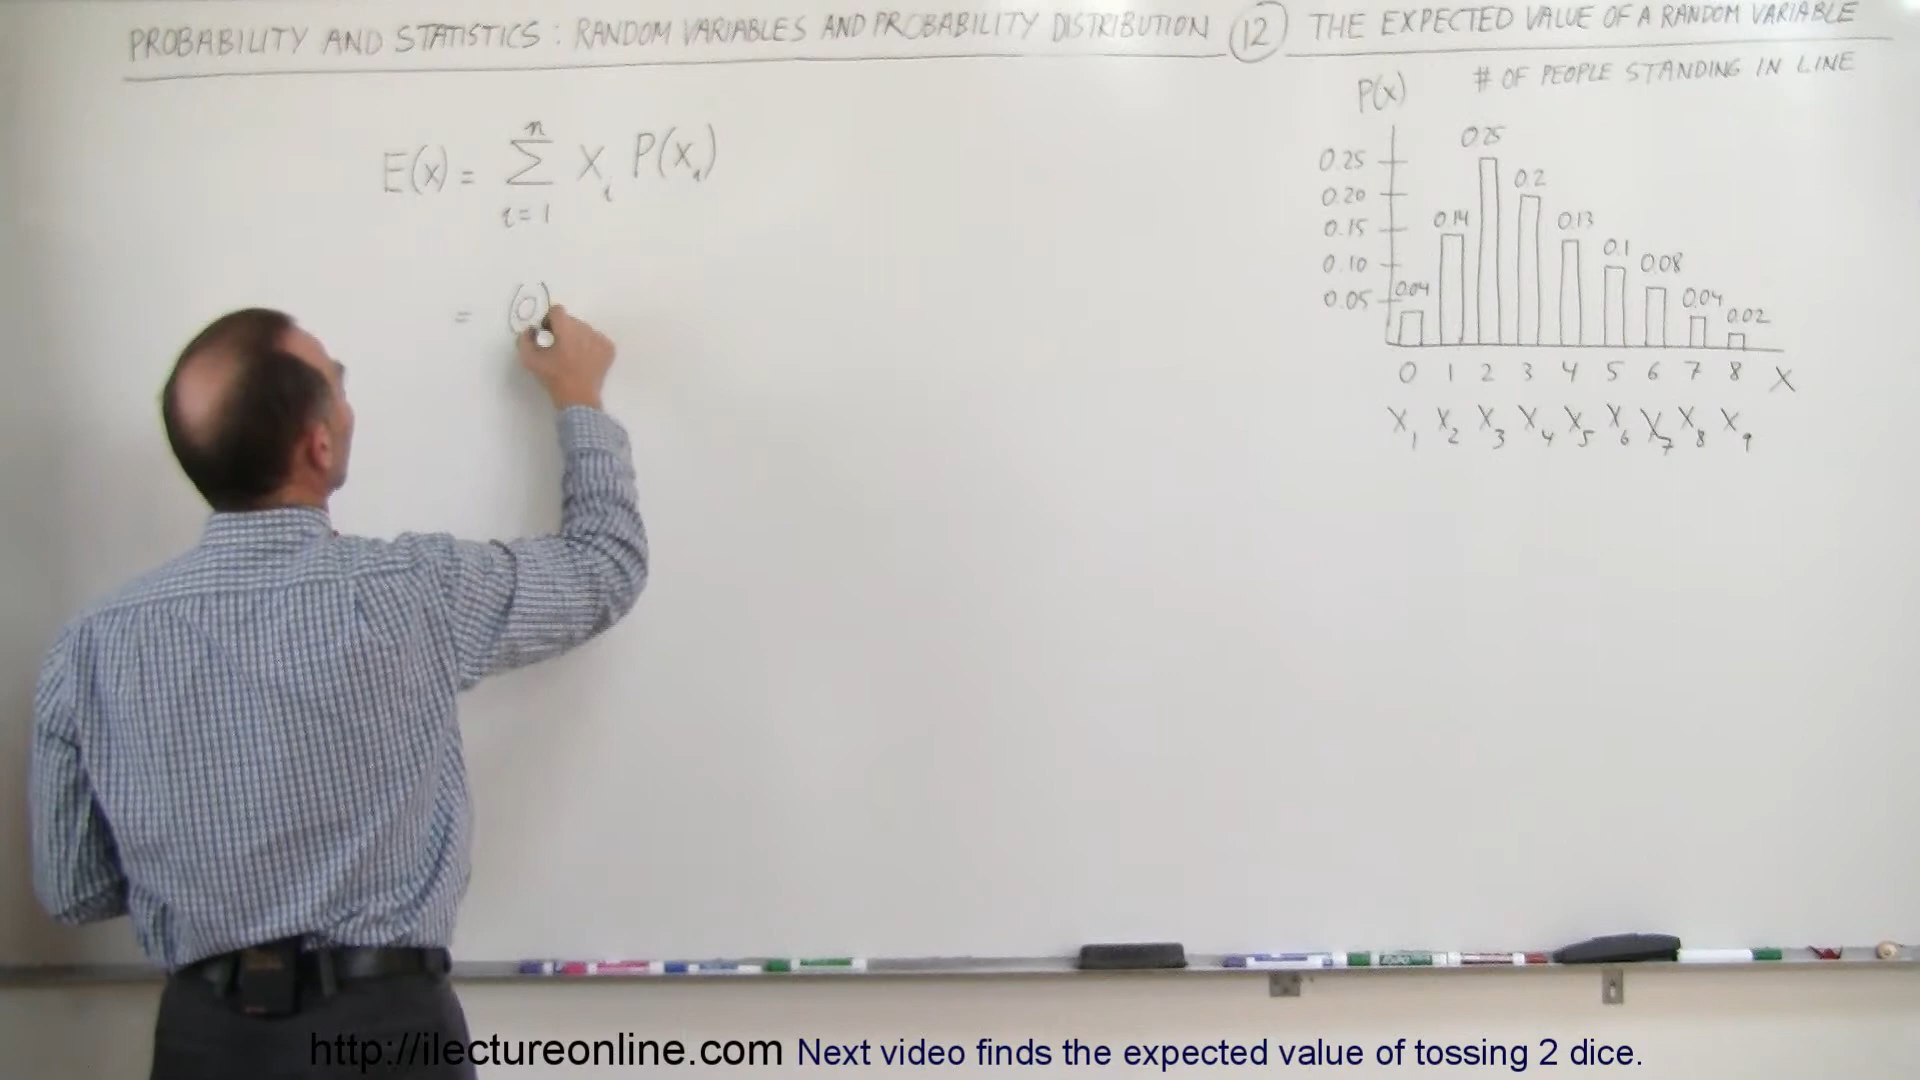 PROBABILITY AND STATISTICS : RANDOM VARIABLES AND PROBABILITY DISTRIBUTION 12 THE EXPECTED VALUE OF A RANDOM VARIABLE
# OF PEOPLE STANDING IN LINE
P(x)
E(x) = n Σ i=1 Xi P(xi)
= (0)
0.25
0.25
0.20
0.2
0.15
0.14
0.13
0.10
0.1
0.08
0.05
0.04
0.04
0.02
0 1 2 3 4 5 6 7 8 X
X1 X2 X3 X4 X5 X6 X7 X8 X9
http://ilectureonline.com Next video finds the expected value of tossing 2 dice.